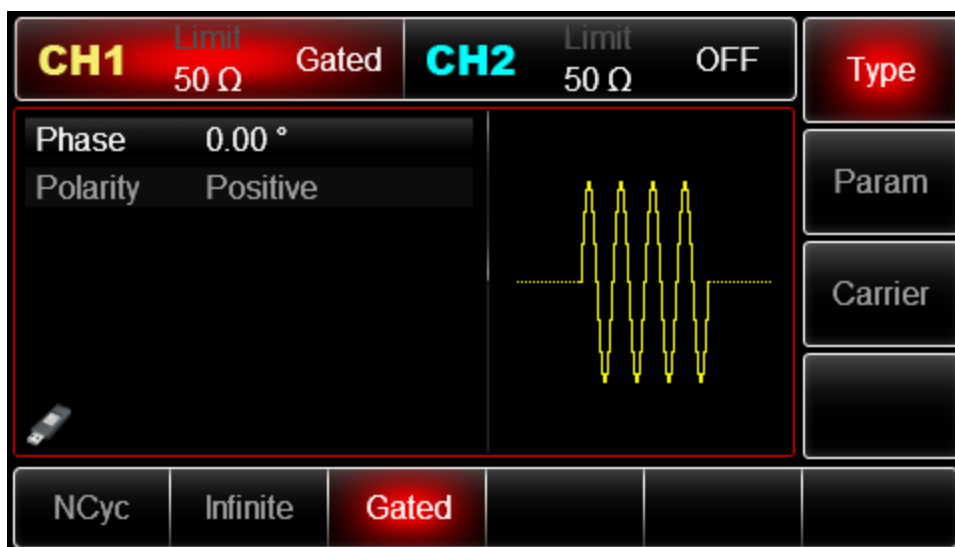 CH1 Limit 50 Ω Gated CH2 Limit 50 Ω OFF
Type
Phase 0.00 °
Polarity Positive
Param
Carrier
NCyc Infinite Gated